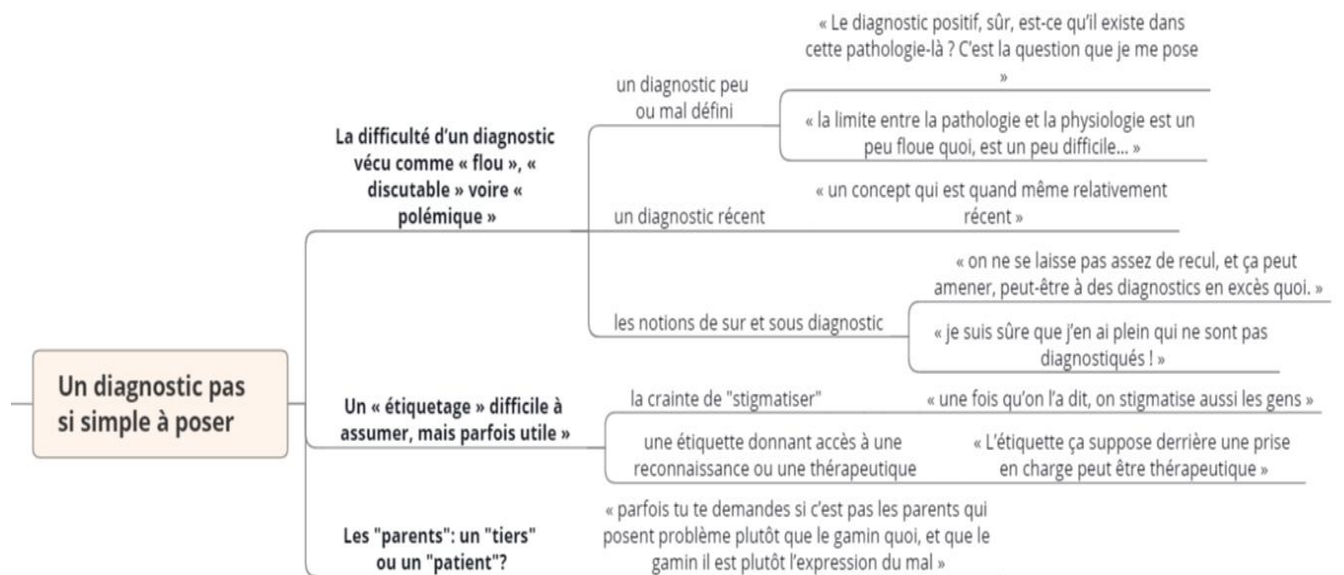 Un diagnostic pas
si simple à poser
La difficulté d'un diagnostic
vécu comme « flou », «
discutable » voire «
polémique »
un diagnostic peu
ou mal défini
« Le diagnostic positif, sûr, est-ce qu'il existe dans
cette pathologie-là ? C'est la question que je me pose
»
« la limite entre la pathologie et la physiologie est un
peu floue quoi, est un peu difficile... »
un diagnostic récent
« un concept qui est quand même relativement
récent »
les notions de sur et sous diagnostic
« on ne se laisse pas assez de recul, et ça peut
amener, peut-être à des diagnostics en excès quoi. »
« je suis sûre que j'en ai plein qui ne sont pas
diagnostiqués ! »
Un « étiquetage » difficile à
assumer, mais parfois utile »
la crainte de "stigmatiser"
« une fois qu'on l'a dit, on stigmatise aussi les gens »
une étiquette donnant accès à une
reconnaissance ou une thérapeutique
« L'étiquette ça suppose derrière une prise
en charge peut être thérapeutique »
Les "parents": un "tiers"
ou un "patient"?
« parfois tu te demandes si c'est pas les parents qui
posent problème plutôt que le gamin quoi, et que le
gamin il est plutôt l'expression du mal »